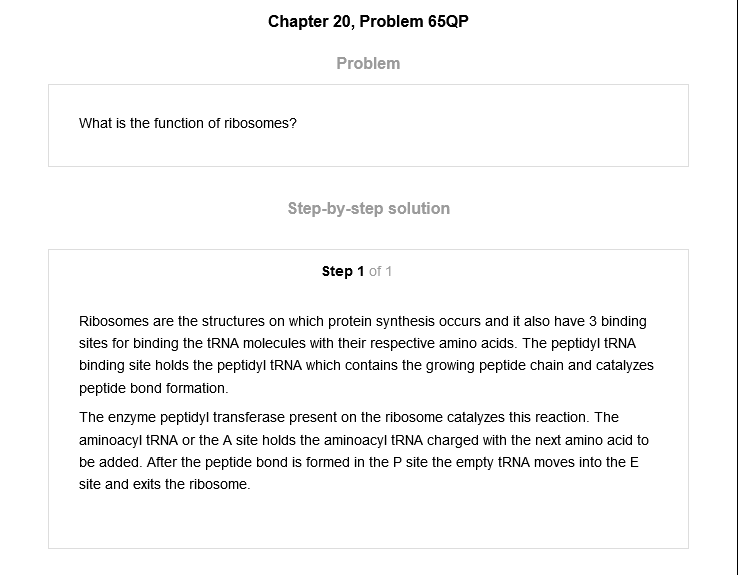 Chapter 20, Problem 65QP
Problem
What is the function of ribosomes?
Step-by-step solution
Step 1 of 1
Ribosomes are the structures on which protein synthesis occurs and it also have 3 binding
sites for binding the tRNA molecules with their respective amino acids. The peptidyl tRNA
binding site holds the peptidyl tRNA which contains the growing peptide chain and catalyzes
peptide bond formation.
The enzyme peptidyl transferase present on the ribosome catalyzes this reaction. The
aminoacyl tRNA or the A site holds the aminoacyl tRNA charged with the next amino acid to
be added. After the peptide bond is formed in the P site the empty tRNA moves into the E
site and exits the ribosome.